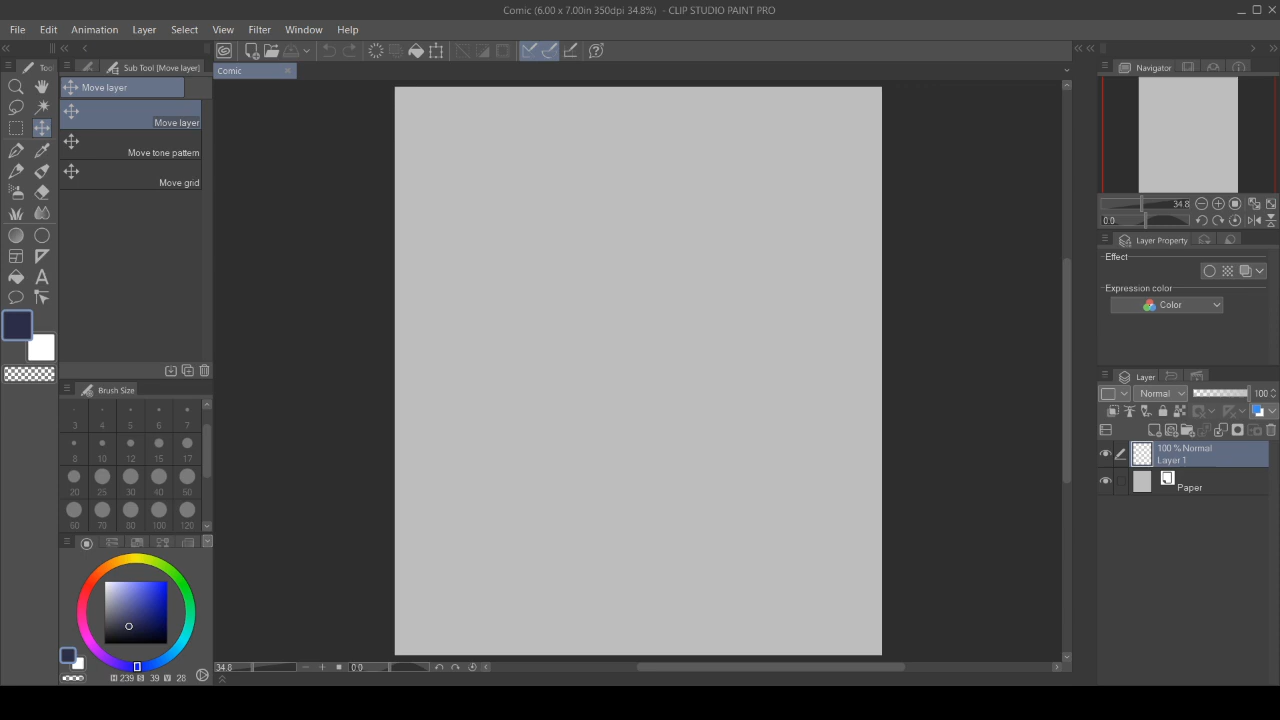 Comic (6.00 x 7.00in 350dpi 34.8%) - CLIP STUDIO PAINT PRO
File Edit Animation Layer Select View Filter Window Help
Sub Tool [Move layer]
Comic
Navigator
Move layer
Move layer
Move tone pattern
Move grid
34.8
0.0
Layer Property
Effect
Expression color
Color
Layer
Normal 100
Brush Size
3 4 5 6 7
8 10 12 15 17
20 25 30 40 50
60 70 80 100 120
100 % Normal
Layer 1
Paper
34.8 0.0
H 239 S 39 V 28